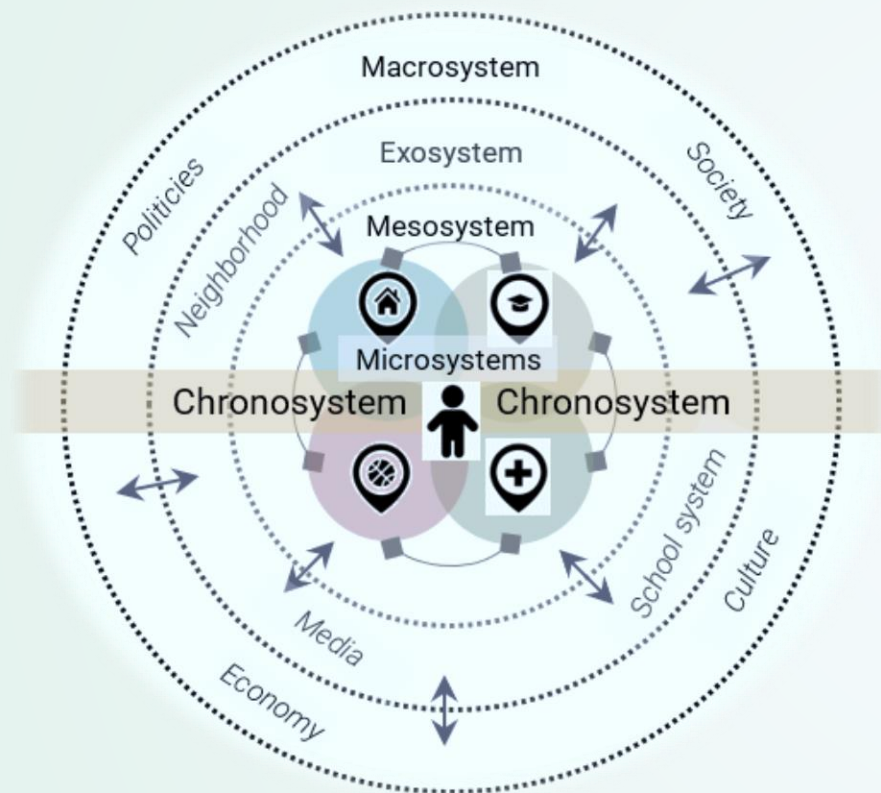 Macrosystem
Exosystem
Society
Politicies
Neighborhood
Mesosystem
Microsystems
Chronosystem Chronosystem
School system
Culture
Media
Economy